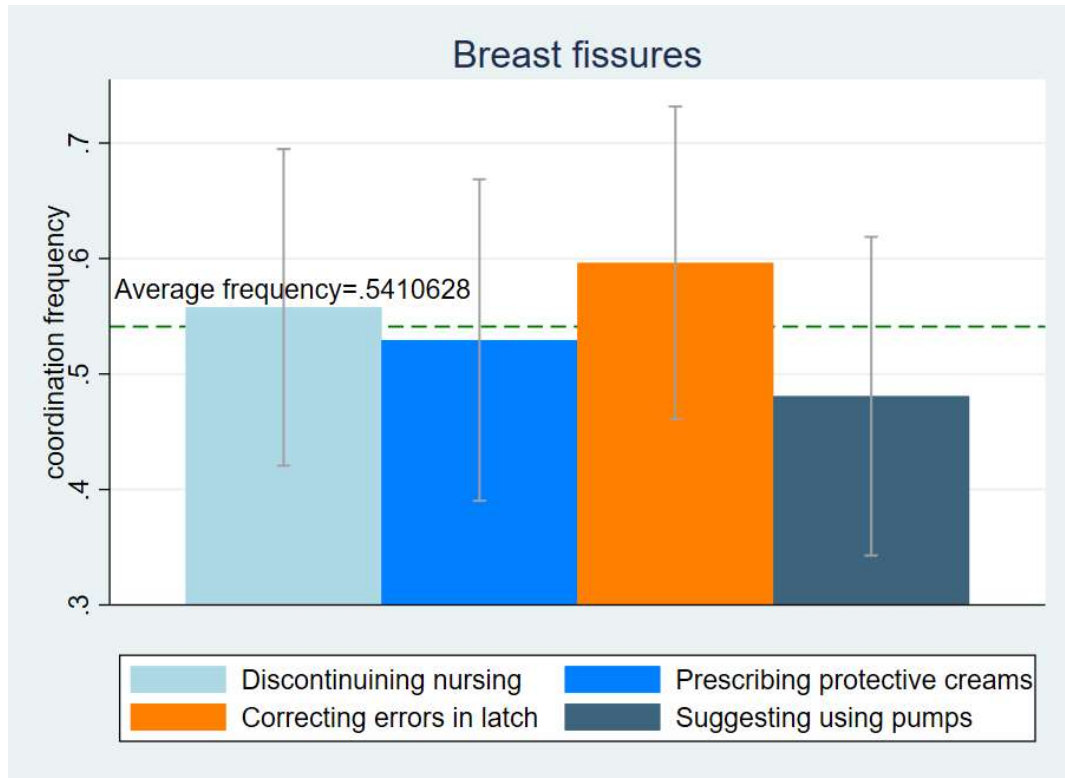 Breast fissures
coordination frequency
.7
.6
.5
.4
.3
Average frequency=.5410628
Discontinuining nursing
Prescribing protective creams
Correcting errors in latch
Suggesting using pumps